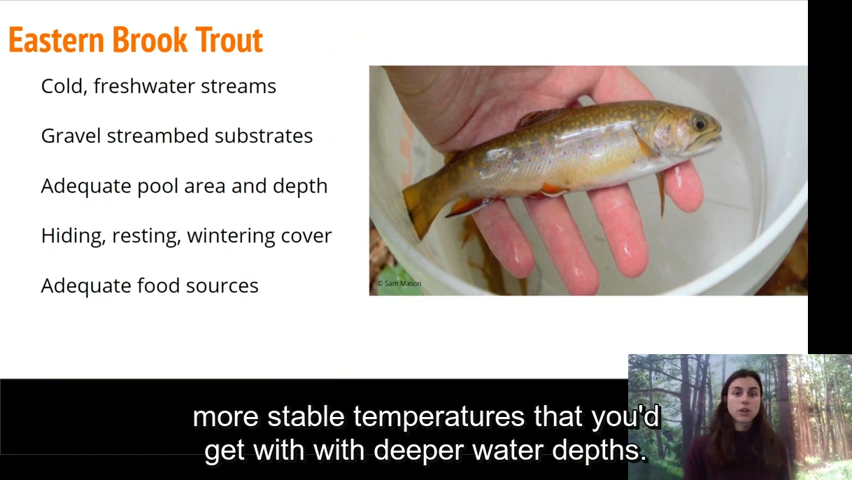 Eastern Brook Trout
Cold, freshwater streams
Gravel streambed substrates
Adequate pool area and depth
Hiding, resting, wintering cover
Adequate food sources
© Sam Mason
more stable temperatures that you'd
get with with deeper water depths.